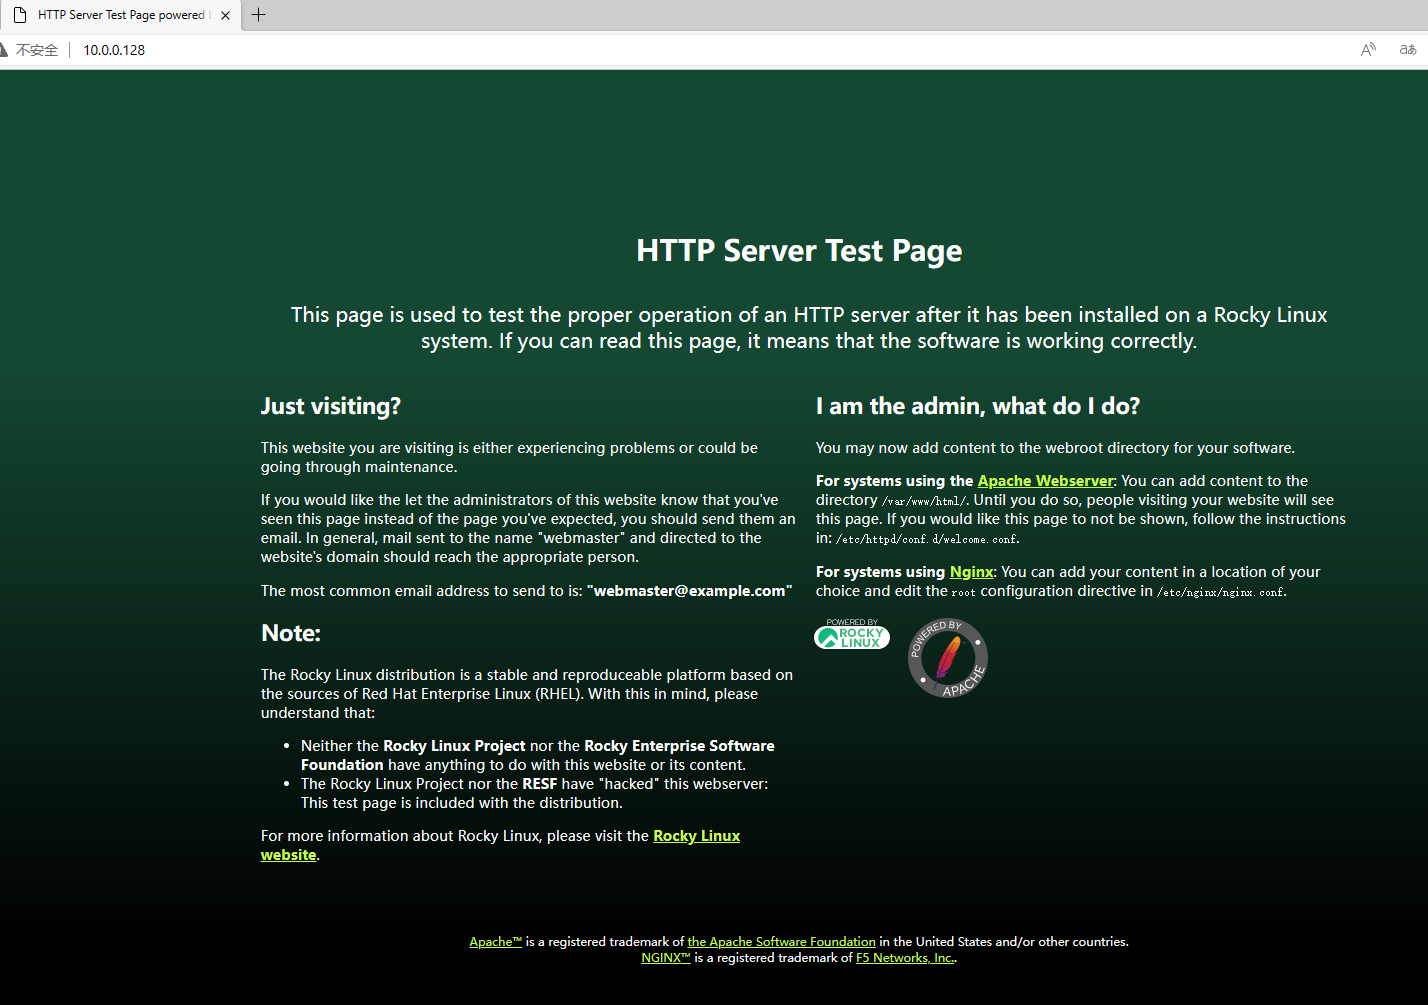 HTTP Server Test Page powered
不安全
10.0.0.128
HTTP Server Test Page
This page is used to test the proper operation of an HTTP server after it has been installed on a Rocky Linux
system. If you can read this page, it means that the software is working correctly.
Just visiting?
This website you are visiting is either experiencing problems or could be
going through maintenance.
If you would like the let the administrators of this website know that you've
seen this page instead of the page you've expected, you should send them an
email. In general, mail sent to the name "webmaster" and directed to the
website's domain should reach the appropriate person.
The most common email address to send to is: "webmaster@example.com"
Note:
The Rocky Linux distribution is a stable and reproduceable platform based on
the sources of Red Hat Enterprise Linux (RHEL). With this in mind, please
understand that:
• Neither the Rocky Linux Project nor the Rocky Enterprise Software
Foundation have anything to do with this website or its content.
• The Rocky Linux Project nor the RESF have "hacked" this webserver:
This test page is included with the distribution.
For more information about Rocky Linux, please visit the Rocky Linux
website.
I am the admin, what do I do?
You may now add content to the webroot directory for your software.
For systems using the Apache Webserver: You can add content to the
directory /var/www/html/. Until you do so, people visiting your website will see
this page. If you would like this page to not be shown, follow the instructions
in: /etc/httpd/conf.d/welcome.conf.
For systems using Nginx: You can add your content in a location of your
choice and edit the root configuration directive in /etc/nginx/nginx.conf.
POWERED BY
ROCKY
LINUX
POWERED BY
APACHE
Apache™ is a registered trademark of the Apache Software Foundation in the United States and/or other countries.
NGINX™ is a registered trademark of F5 Networks, Inc..